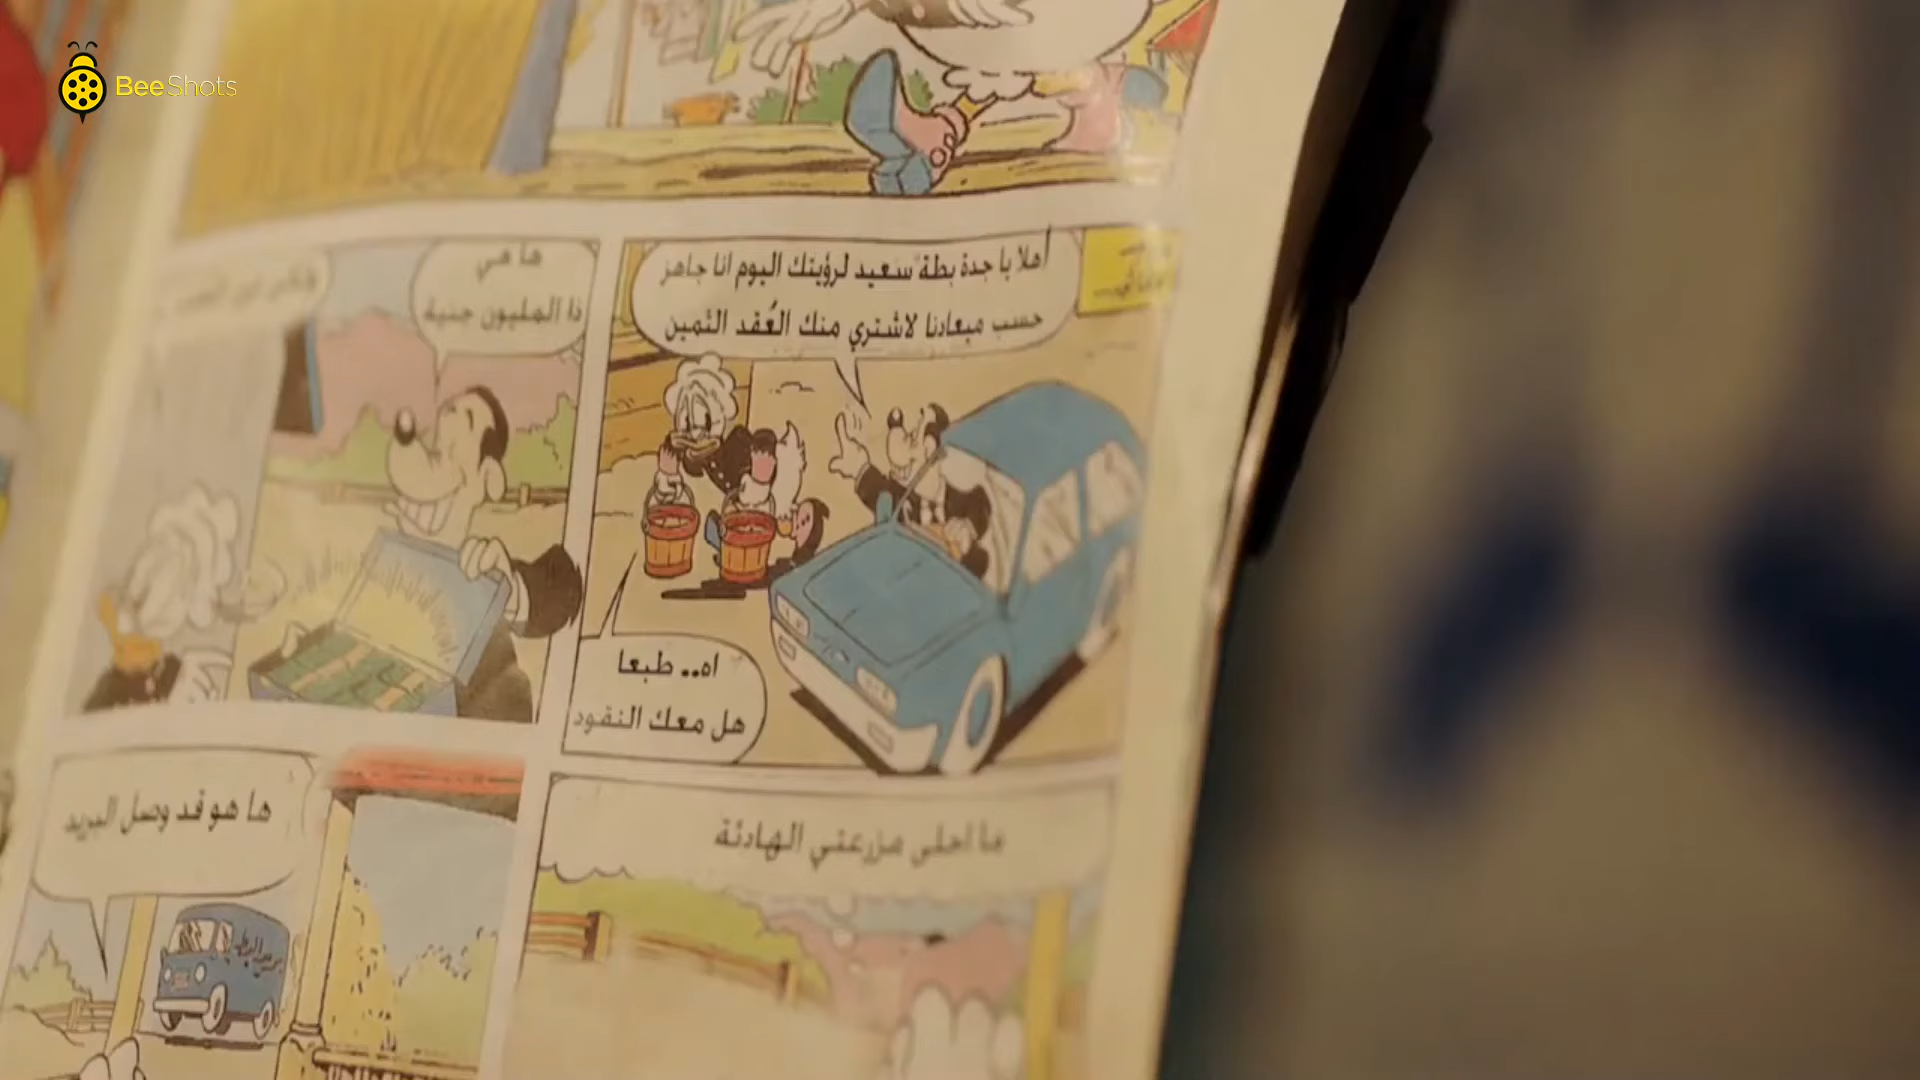 BeeShots
أهلا يا جدة بطة سعيد لرؤيتك اليوم انا جاهز
حسب ميعادنا لاشتري منك العُقد الثمين
اه.. طبعا
هل معك النقود
ها هي
ذا المليون جنية
ما احلى مزرعتي الهادئة
ها هو قد وصل البريد